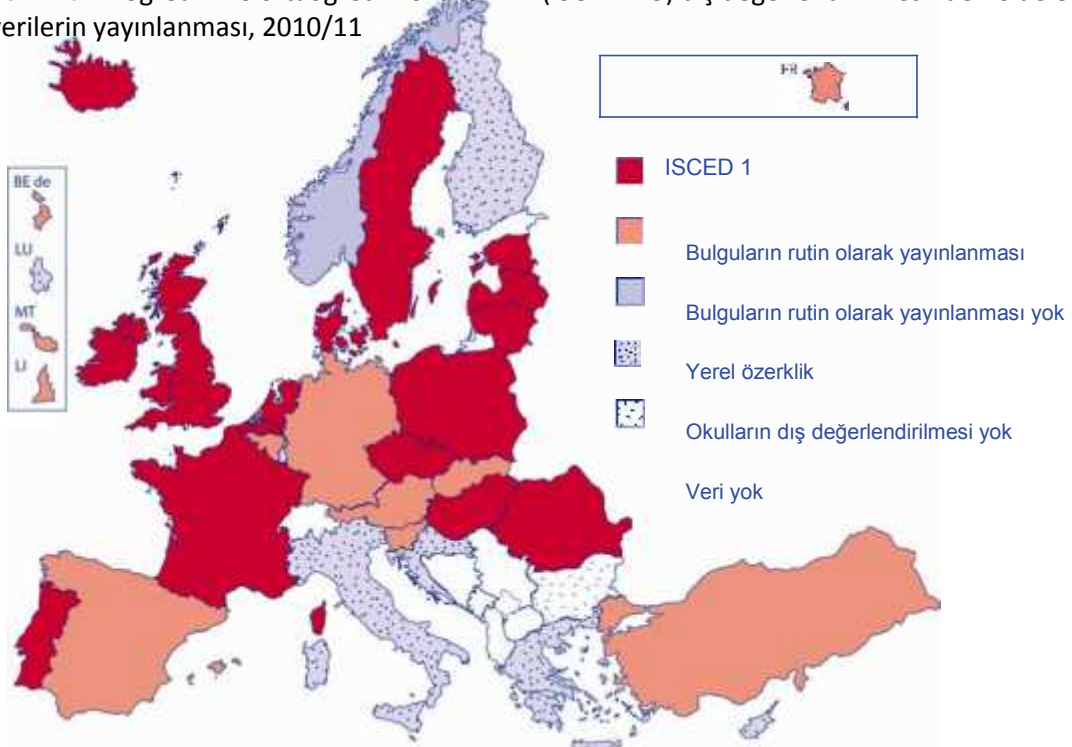 verilerin yayınlanması, 2010/11
FR
BE de
LU
MT
LI
ISCED 1
Bulguların rutin olarak yayınlanması
Bulguların rutin olarak yayınlanması yok
Yerel özerklik
Okulların dış değerlendirilmesi yok
Veri yok